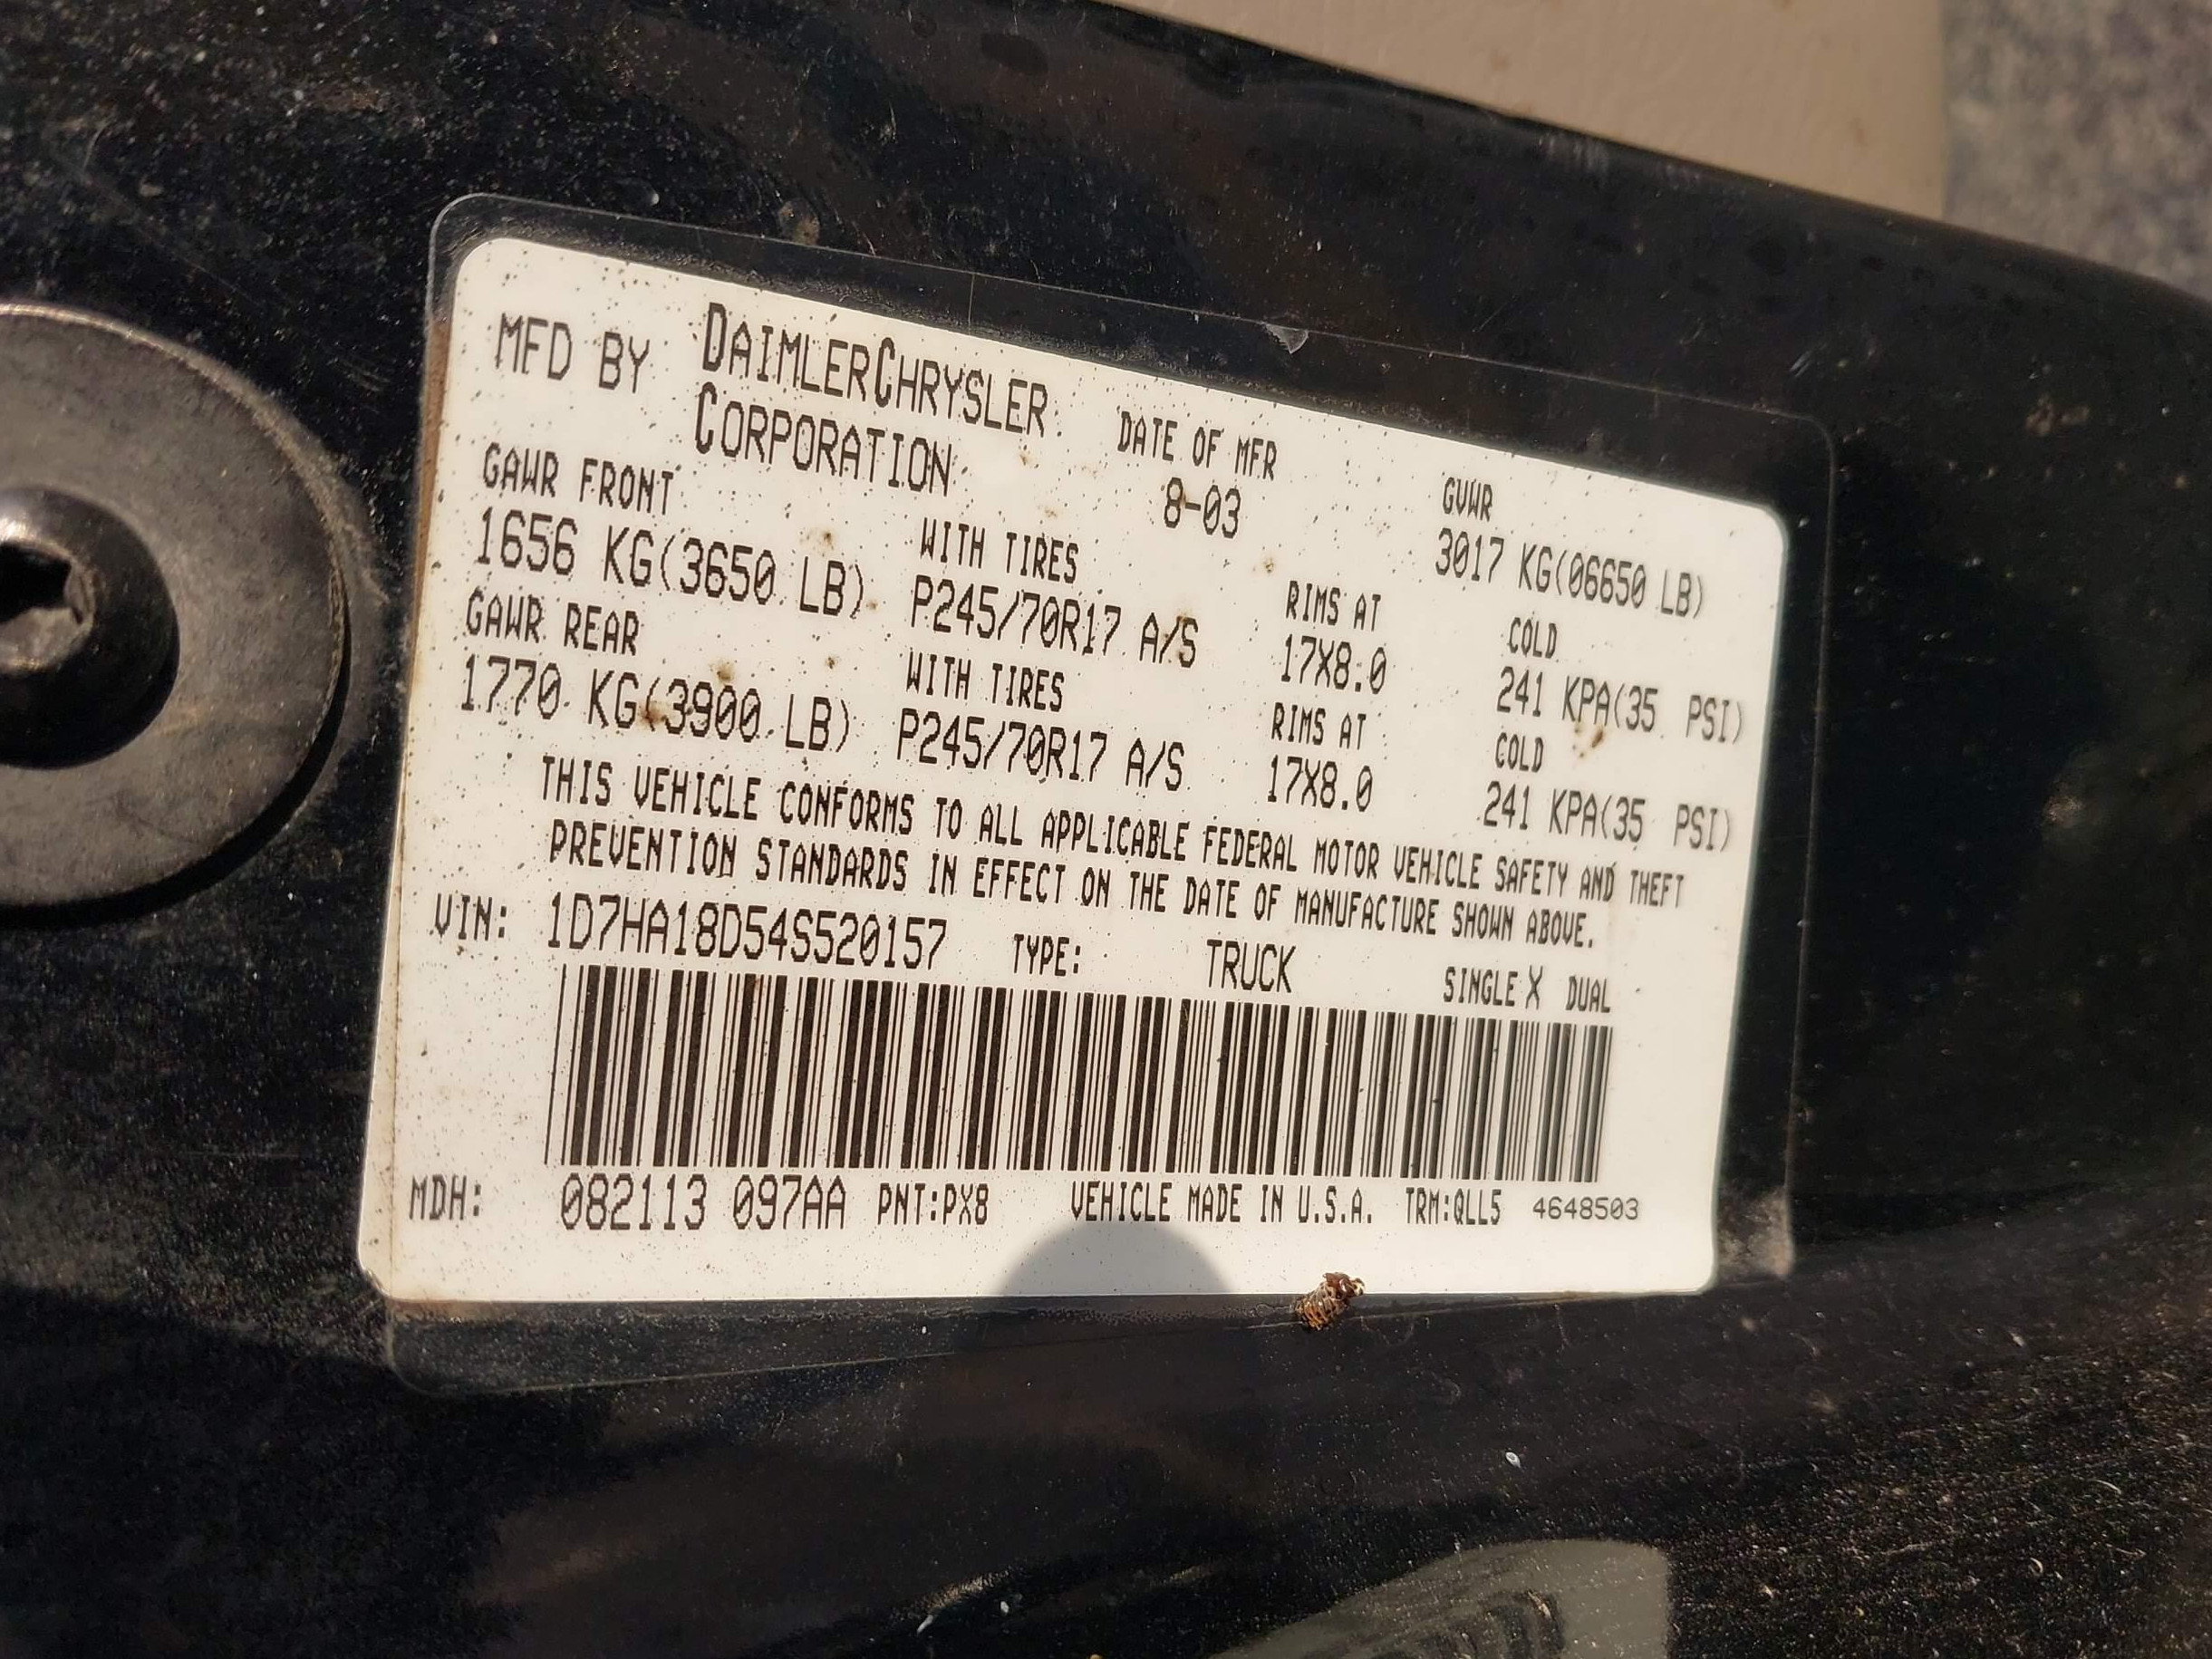 MFD BY DAIMLERCHRYSLER CORPORATION
DATE OF MFR
8-03
GVWR
3017 KG(06650 LB)
GAWR FRONT
1656 KG(3650 LB)
WITH TIRES
P245/70R17 A/S
RIMS AT
17X8.0
COLD
241 KPA(35 PSI)
GAWR REAR
1770 KG(3900 LB)
WITH TIRES
P245/70R17 A/S
RIMS AT
17X8.0
COLD
241 KPA(35 PSI)
THIS VEHICLE CONFORMS TO ALL APPLICABLE FEDERAL MOTOR VEHICLE SAFETY AND THEFT
PREVENTION STANDARDS IN EFFECT ON THE DATE OF MANUFACTURE SHOWN ABOVE.
VIN: 1D7HA18D54S520157 TYPE: TRUCK SINGLE X DUAL
MDH: 082113 097AA PNT:PX8 VEHICLE MADE IN U.S.A. TRM:QLL5 4648503